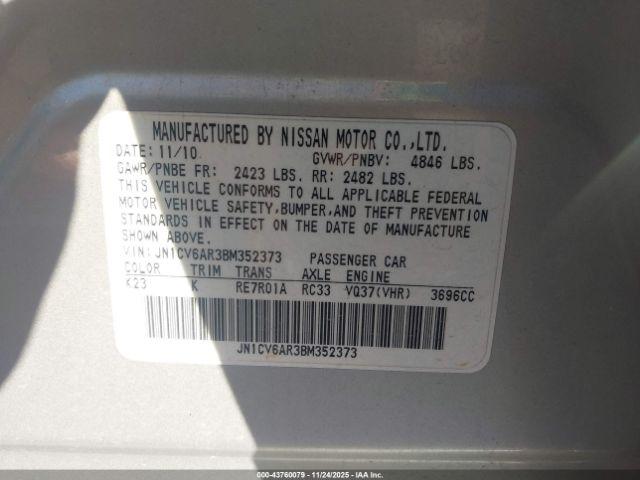 MANUFACTURED BY NISSAN MOTOR CO.,LTD.
DATE: 11/10 GVWR/PNBV: 4846 LBS.
GAWR/PNBE FR: 2423 LBS. RR: 2482 LBS.
THIS VEHICLE CONFORMS TO ALL APPLICABLE FEDERAL
MOTOR VEHICLE SAFETY,BUMPER,AND THEFT PREVENTION
STANDARDS IN EFFECT ON THE DATE OF MANUFACTURE
SHOWN ABOVE.
VIN: JN1CV6AR3BM352373 PASSENGER CAR
COLOR TRIM TRANS AXLE ENGINE
K23 K RE7R01A RC33 VQ37(VHR) 3696CC
JN1CV6AR3BM352373
000-43760079 - 11/24/2025 - IAA Inc.